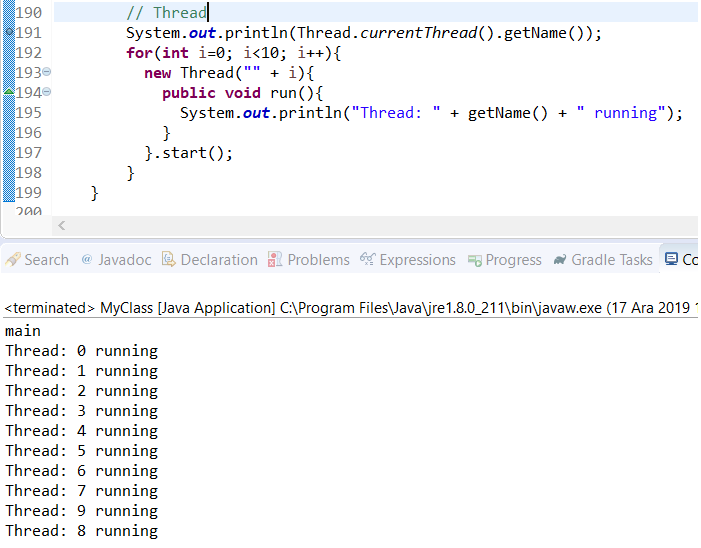 190 // Thread
191 System.out.println(Thread.currentThread().getName());
192 for(int i=0; i<10; i++){
193 new Thread("" + i){
194 public void run(){
195 System.out.println("Thread: " + getName() + " running");
196 }
197 }.start();
198 }
199 }
200
Search @ Javadoc Declaration Problems Expressions Progress Gradle Tasks Co
<terminated> MyClass [Java Application] C:\Program Files\Java\jre1.8.0_211\bin\javaw.exe (17 Ara 2019 1
main
Thread: 0 running
Thread: 1 running
Thread: 2 running
Thread: 3 running
Thread: 4 running
Thread: 5 running
Thread: 6 running
Thread: 7 running
Thread: 9 running
Thread: 8 running